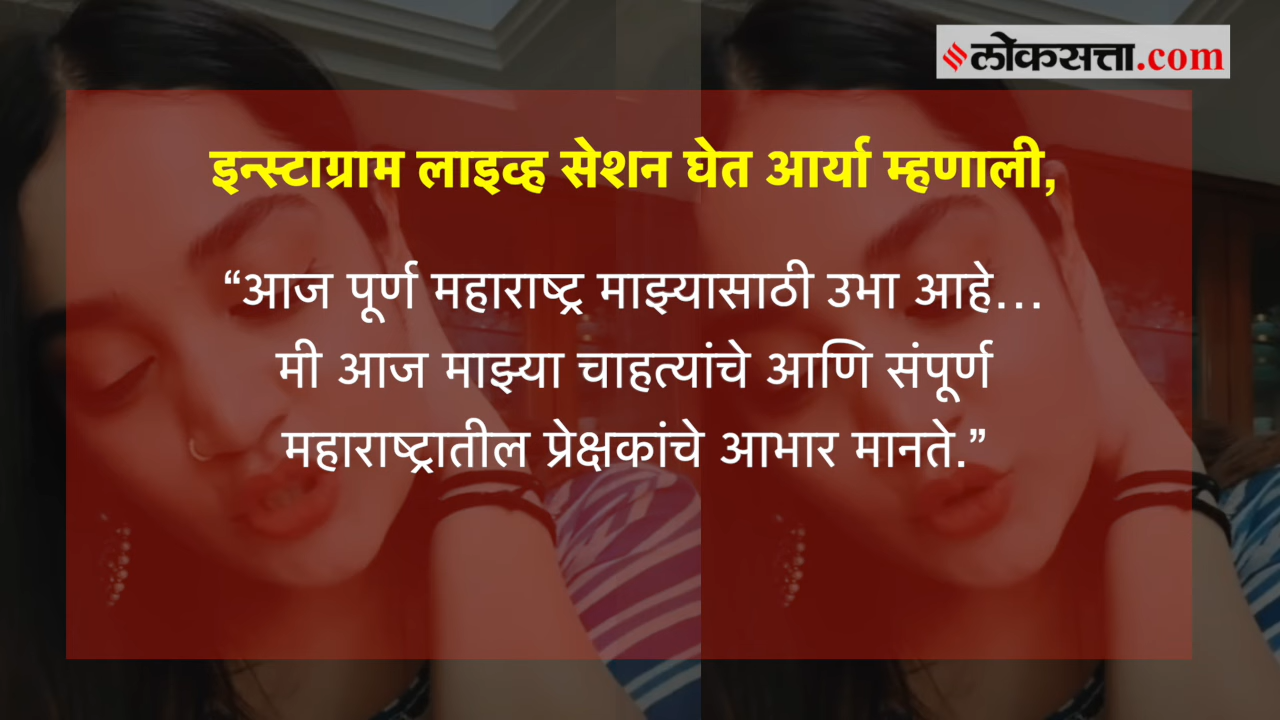 लोकसत्ता.com
इन्स्टाग्राम लाइव्ह सेशन घेत आर्या म्हणाली,
“आज पूर्ण महाराष्ट्र माझ्यासाठी उभा आहे...
मी आज माझ्या चाहत्यांचे आणि संपूर्ण
महाराष्ट्रातील प्रेक्षकांचे आभार मानते.”